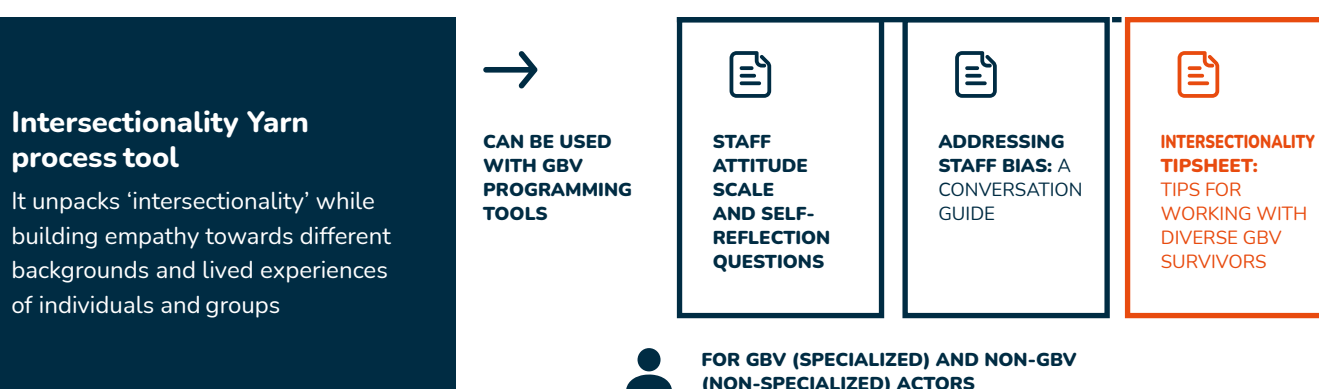 Intersectionality Yarn
process tool
It unpacks ‘intersectionality’ while
building empathy towards different
backgrounds and lived experiences
of individuals and groups
CAN BE USED
WITH GBV
PROGRAMMING
TOOLS
STAFF
ATTITUDE
SCALE
AND SELF-
REFLECTION
QUESTIONS
ADDRESSING
STAFF BIAS: A
CONVERSATION
GUIDE
INTERSECTIONALITY
TIPSHEET:
TIPS FOR
WORKING WITH
DIVERSE GBV
SURVIVORS
FOR GBV (SPECIALIZED) AND NON-GBV
(NON-SPECIALIZED) ACTORS